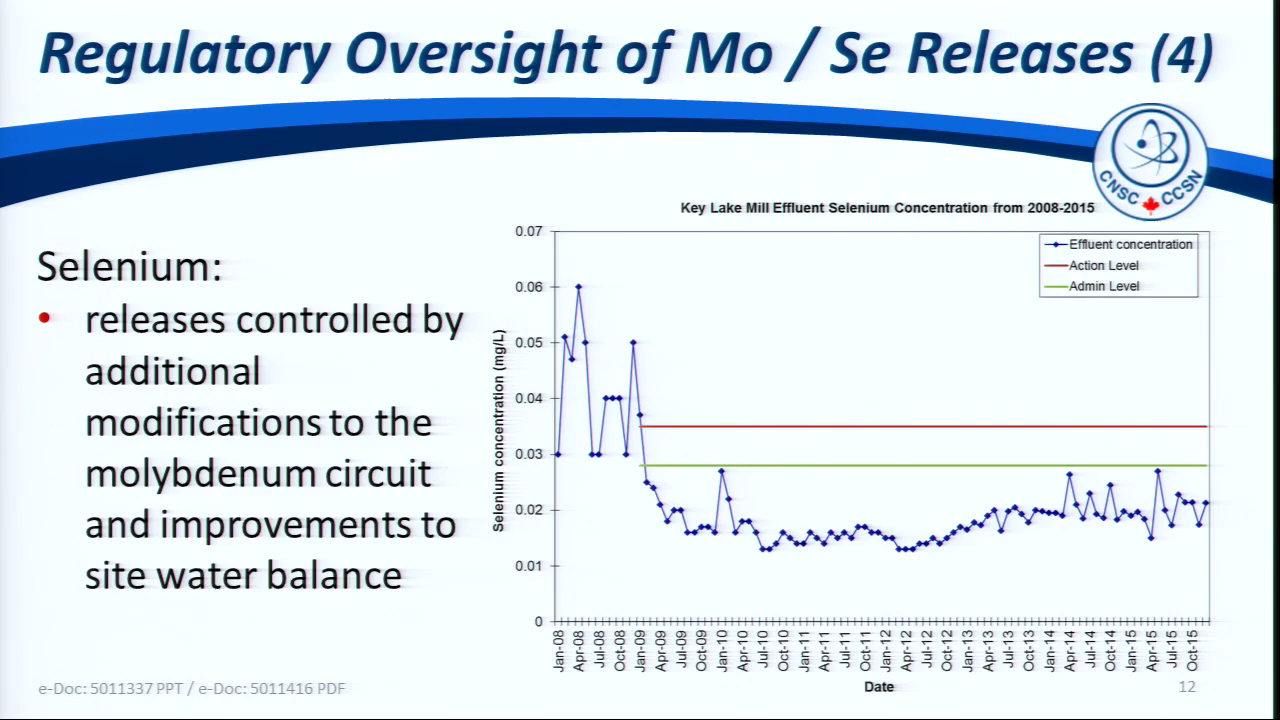 Regulatory Oversight of Mo / Se Releases (4)
CNSC CCSN
Selenium:
• releases controlled by
additional
modifications to the
molybdenum circuit
and improvements to
site water balance
Key Lake Mill Effluent Selenium Concentration from 2008-2015
Effluent concentration
Action Level
Admin Level
Selenium concentration (mg/L)
0.07
0.06
0.05
0.04
0.03
0.02
0.01
0
Jan-08 Apr-08 Jul-08 Oct-08 Jan-09 Apr-09 Jul-09 Oct-09 Jan-10 Apr-10 Jul-10 Oct-10 Jan-11 Apr-11 Jul-11 Oct-11 Jan-12 Apr-12 Jul-12 Oct-12 Jan-13 Apr-13 Jul-13 Oct-13 Jan-14 Apr-14 Jul-14 Oct-14 Jan-15 Apr-15 Jul-15 Oct-15
Date
e-Doc: 5011337 PPT / e-Doc: 5011416 PDF
12